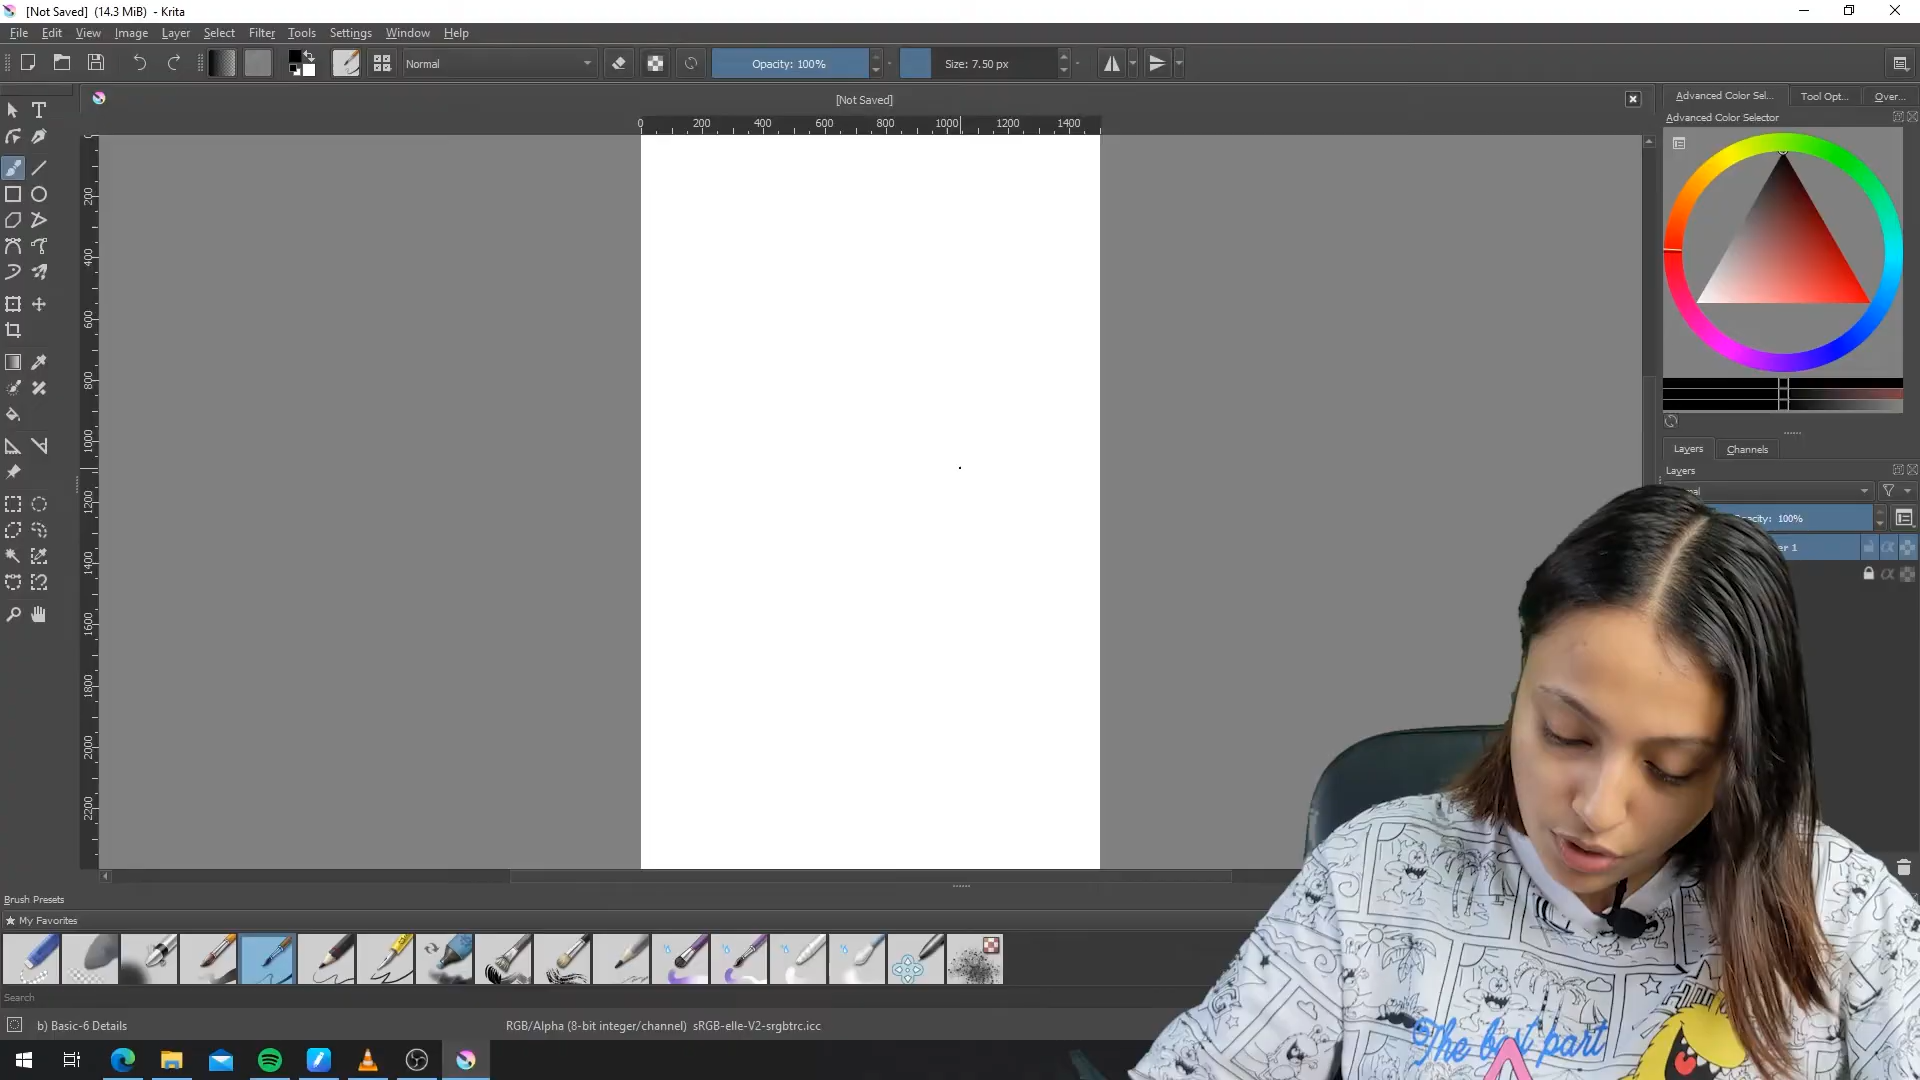 [Not Saved] (14.3 MiB) - Krita
File Edit View Image Layer Select Filter Tools Settings Window Help
Normal
Opacity: 100%
Size: 7.50 px
[Not Saved]
0 200 400 600 800 1000 1200 1400
200
400
600
800
1000
1200
1400
1600
1800
2000
2200
Advanced Color Sel... Tool Opt... Over...
Advanced Color Selector
Layers Channels
Layers
100%
Brush Presets
My Favorites
Search
b) Basic-6 Details
RGB/Alpha (8-bit integer/channel) sRGB-elle-V2-srgbtrc.icc
The best part